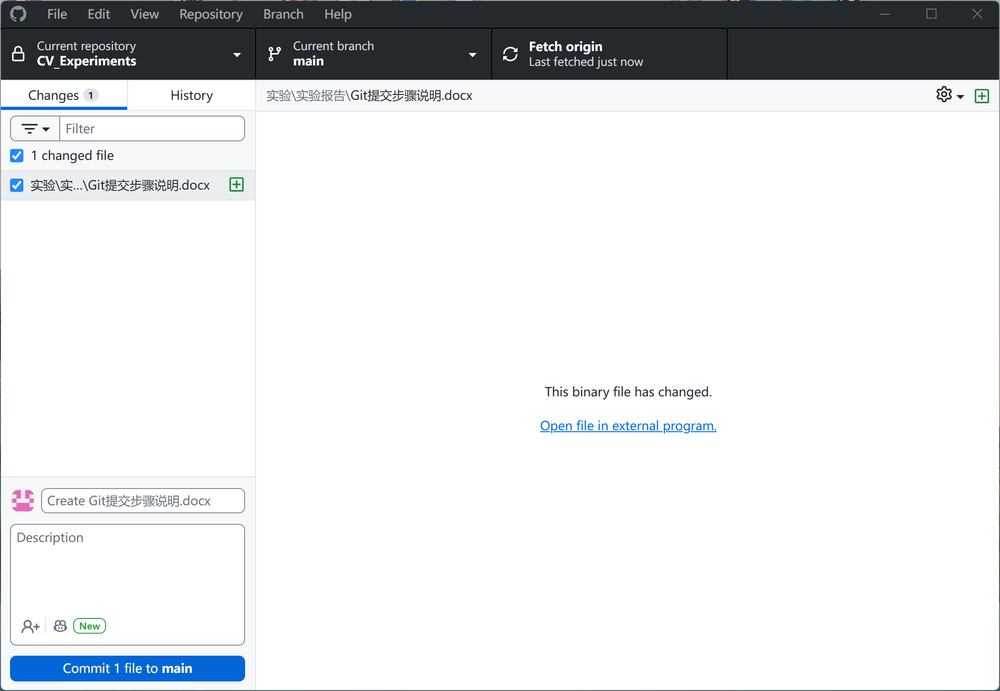 File Edit View Repository Branch Help
Current repository
CV_Experiments
Current branch
main
Fetch origin
Last fetched just now
Changes 1
History
实验\实验报告\Git提交步骤说明.docx
Filter
1 changed file
实验\实...\Git提交步骤说明.docx
This binary file has changed.
Open file in external program.
Create Git提交步骤说明.docx
Description
New
Commit 1 file to main